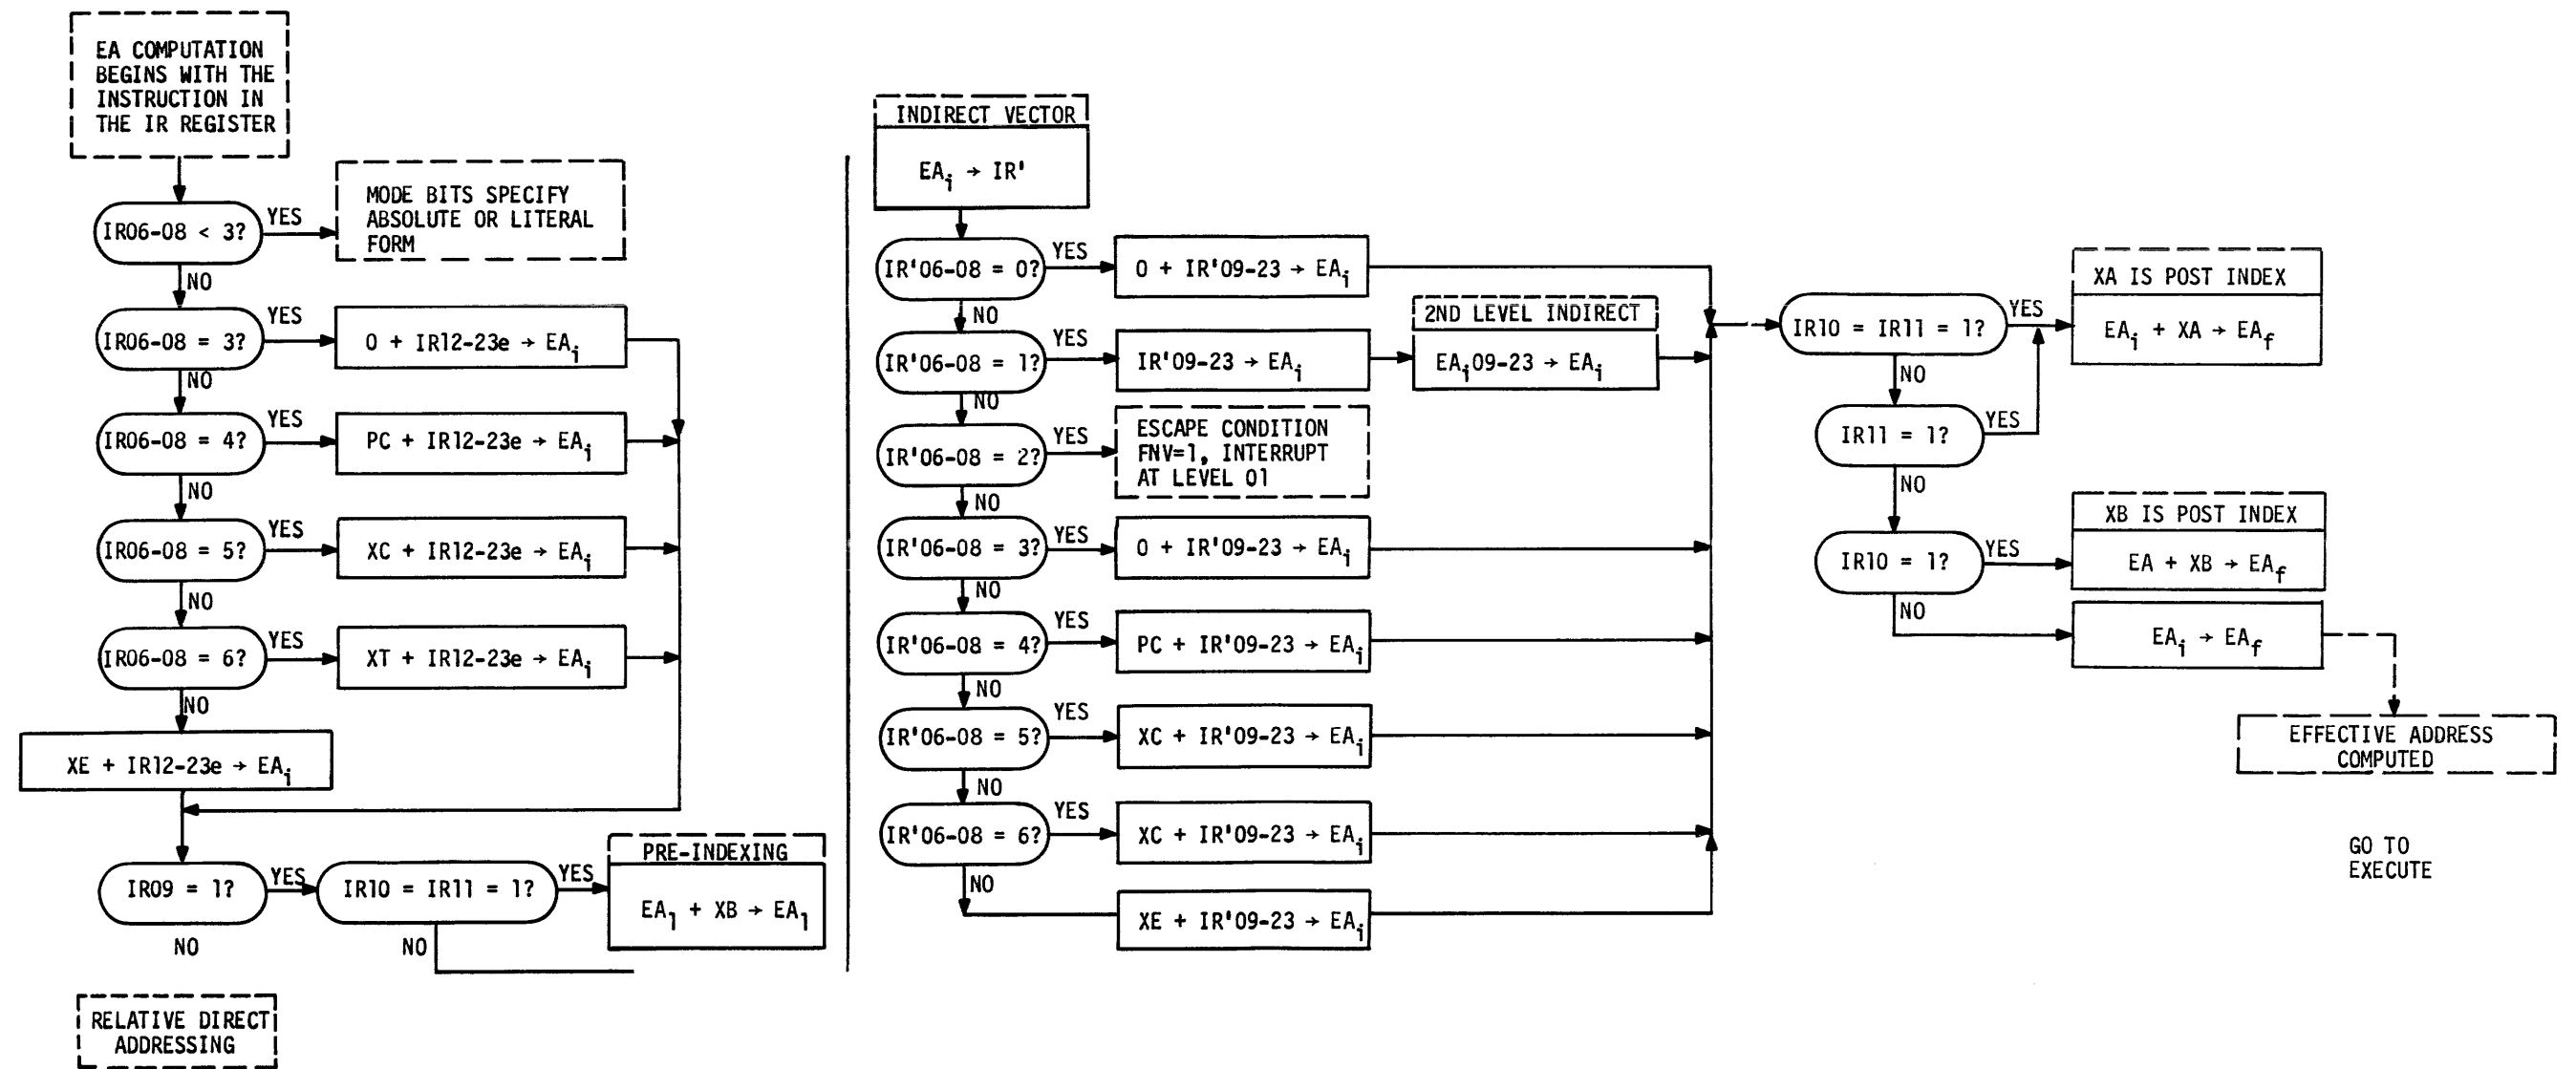 EA COMPUTATION
BEGINS WITH THE
INSTRUCTION IN
THE IR REGISTER
IR06-08 < 3?
YES
MODE BITS SPECIFY
ABSOLUTE OR LITERAL
FORM
NO
IR06-08 = 3?
YES
0 + IR12-23e → EAi
NO
IR06-08 = 4?
YES
PC + IR12-23e → EAi
NO
IR06-08 = 5?
YES
XC + IR12-23e → EAi
NO
IR06-08 = 6?
YES
XT + IR12-23e → EAi
NO
XE + IR12-23e → EAi
IR09 = 1?
YES
IR10 = IR11 = 1?
YES
PRE-INDEXING
EA1 + XB → EA1
NO
NO
RELATIVE DIRECT
ADDRESSING
INDIRECT VECTOR
EAi → IR'
IR'06-08 = 0?
YES
0 + IR'09-23 → EAi
NO
IR'06-08 = 1?
YES
IR'09-23 → EAi
2ND LEVEL INDIRECT
EAi09-23 → EAi
NO
IR'06-08 = 2?
YES
ESCAPE CONDITION
FNV=1, INTERRUPT
AT LEVEL 01
NO
IR'06-08 = 3?
YES
0 + IR'09-23 → EAi
NO
IR'06-08 = 4?
YES
PC + IR'09-23 → EAi
NO
IR'06-08 = 5?
YES
XC + IR'09-23 → EAi
NO
IR'06-08 = 6?
YES
XC + IR'09-23 → EAi
NO
XE + IR'09-23 → EAi
IR10 = IR11 = 1?
YES
XA IS POST INDEX
EAi + XA → EAf
NO
IR11 = 1?
YES
NO
IR10 = 1?
YES
XB IS POST INDEX
EA + XB → EAf
NO
EAi → EAf
EFFECTIVE ADDRESS
COMPUTED
GO TO
EXECUTE